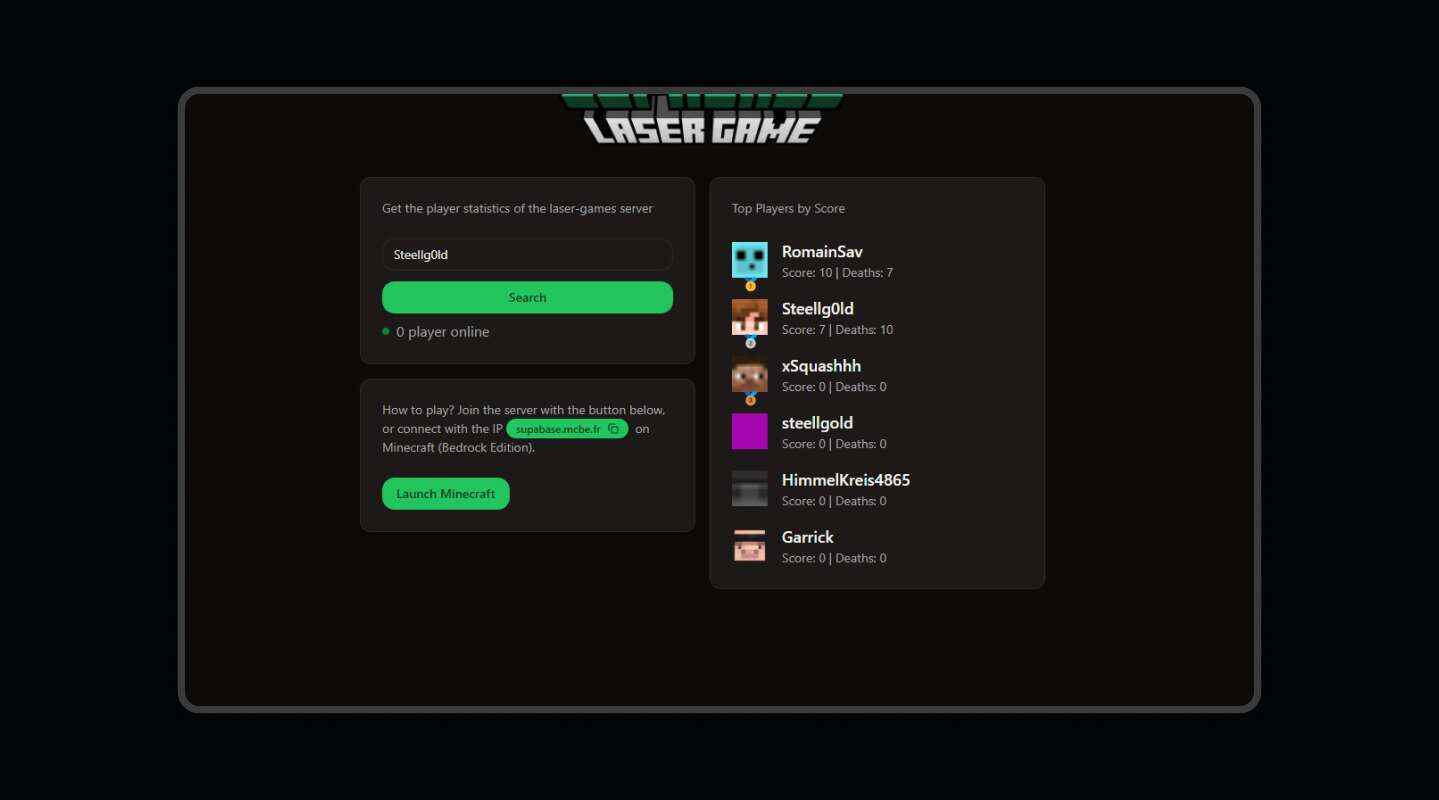 LASER GAME
Get the player statistics of the laser-games server
Steellg0ld
Search
0 player online
How to play? Join the server with the button below,
or connect with the IP supabase.mcbe.fr on
Minecraft (Bedrock Edition).
Launch Minecraft
Top Players by Score
RomainSav
Score: 10 | Deaths: 7
1
Steellg0ld
Score: 7 | Deaths: 10
2
xSquashhh
Score: 0 | Deaths: 0
3
steellgold
Score: 0 | Deaths: 0
HimmelKreis4865
Score: 0 | Deaths: 0
Garrick
Score: 0 | Deaths: 0